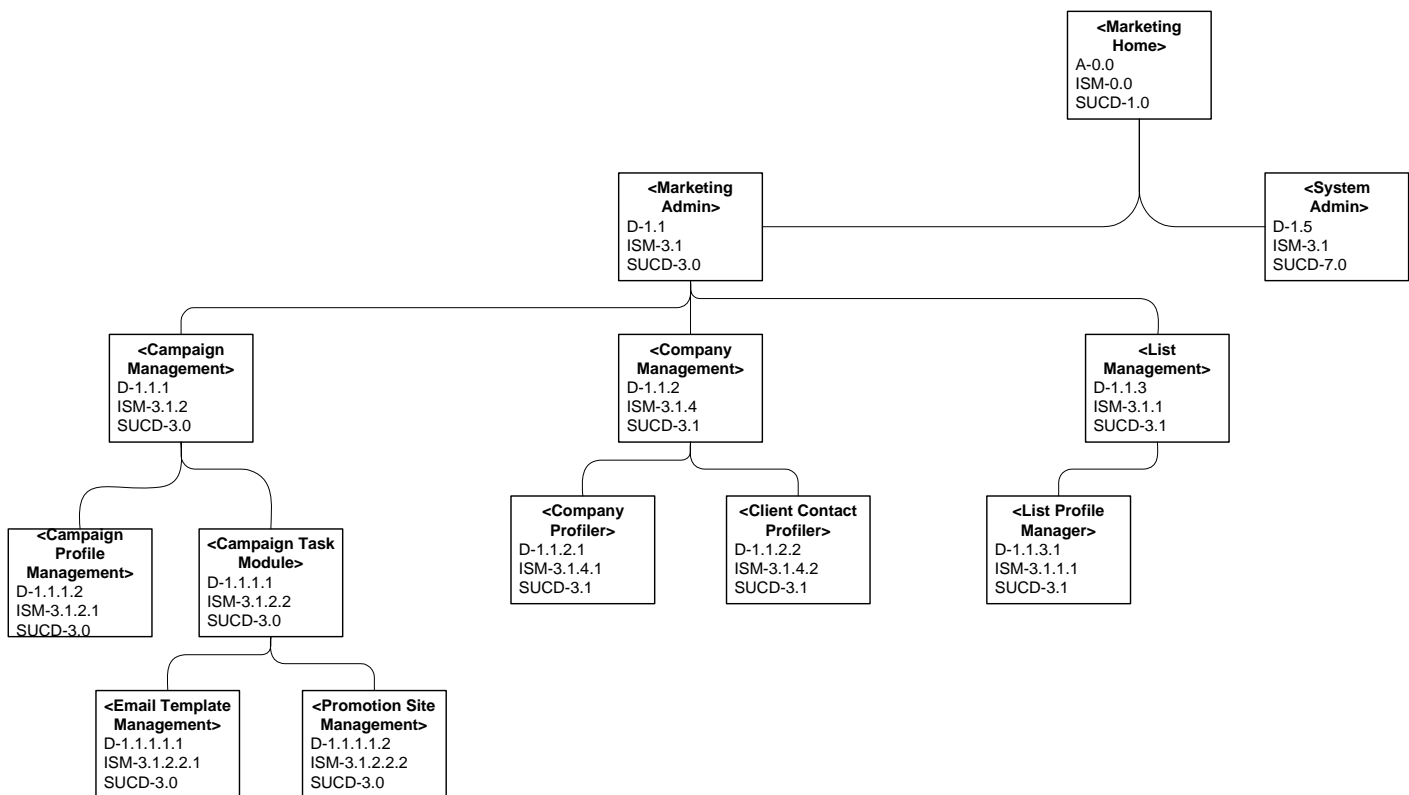 <Marketing
Home>
A-0.0
ISM-0.0
SUCD-1.0
<Marketing
Admin>
D-1.1
ISM-3.1
SUCD-3.0
<System
Admin>
D-1.5
ISM-3.1
SUCD-7.0
<Campaign
Management>
D-1.1.1
ISM-3.1.2
SUCD-3.0
<Company
Management>
D-1.1.2
ISM-3.1.4
SUCD-3.1
<List
Management>
D-1.1.3
ISM-3.1.1
SUCD-3.1
<Campaign
Profile
Management>
D-1.1.1.2
ISM-3.1.2.1
SUCD-3.0
<Campaign Task
Module>
D-1.1.1.1
ISM-3.1.2.2
SUCD-3.0
<Company
Profiler>
D-1.1.2.1
ISM-3.1.4.1
SUCD-3.1
<Client Contact
Profiler>
D-1.1.2.2
ISM-3.1.4.2
SUCD-3.1
<List Profile
Manager>
D-1.1.3.1
ISM-3.1.1.1
SUCD-3.1
<Email Template
Management>
D-1.1.1.1.1
ISM-3.1.2.2.1
SUCD-3.0
<Promotion Site
Management>
D-1.1.1.1.2
ISM-3.1.2.2.2
SUCD-3.0